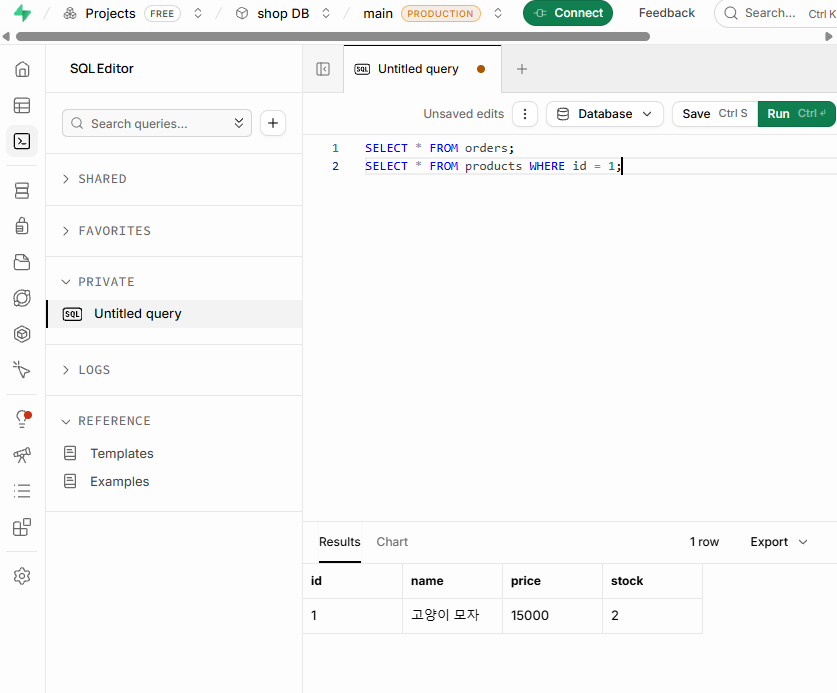 Projects FREE shop DB main PRODUCTION Connect Feedback Search... Ctrl K
SQL Editor
SQL Untitled query
Search queries...
Unsaved edits Database Save Ctrl S Run Ctrl ↵
1 SELECT * FROM orders;
2 SELECT * FROM products WHERE id = 1;
SHARED
FAVORITES
PRIVATE
SQL Untitled query
LOGS
REFERENCE
Templates
Examples
Results Chart 1 row Export
id name price stock
1 고양이 모자 15000 2